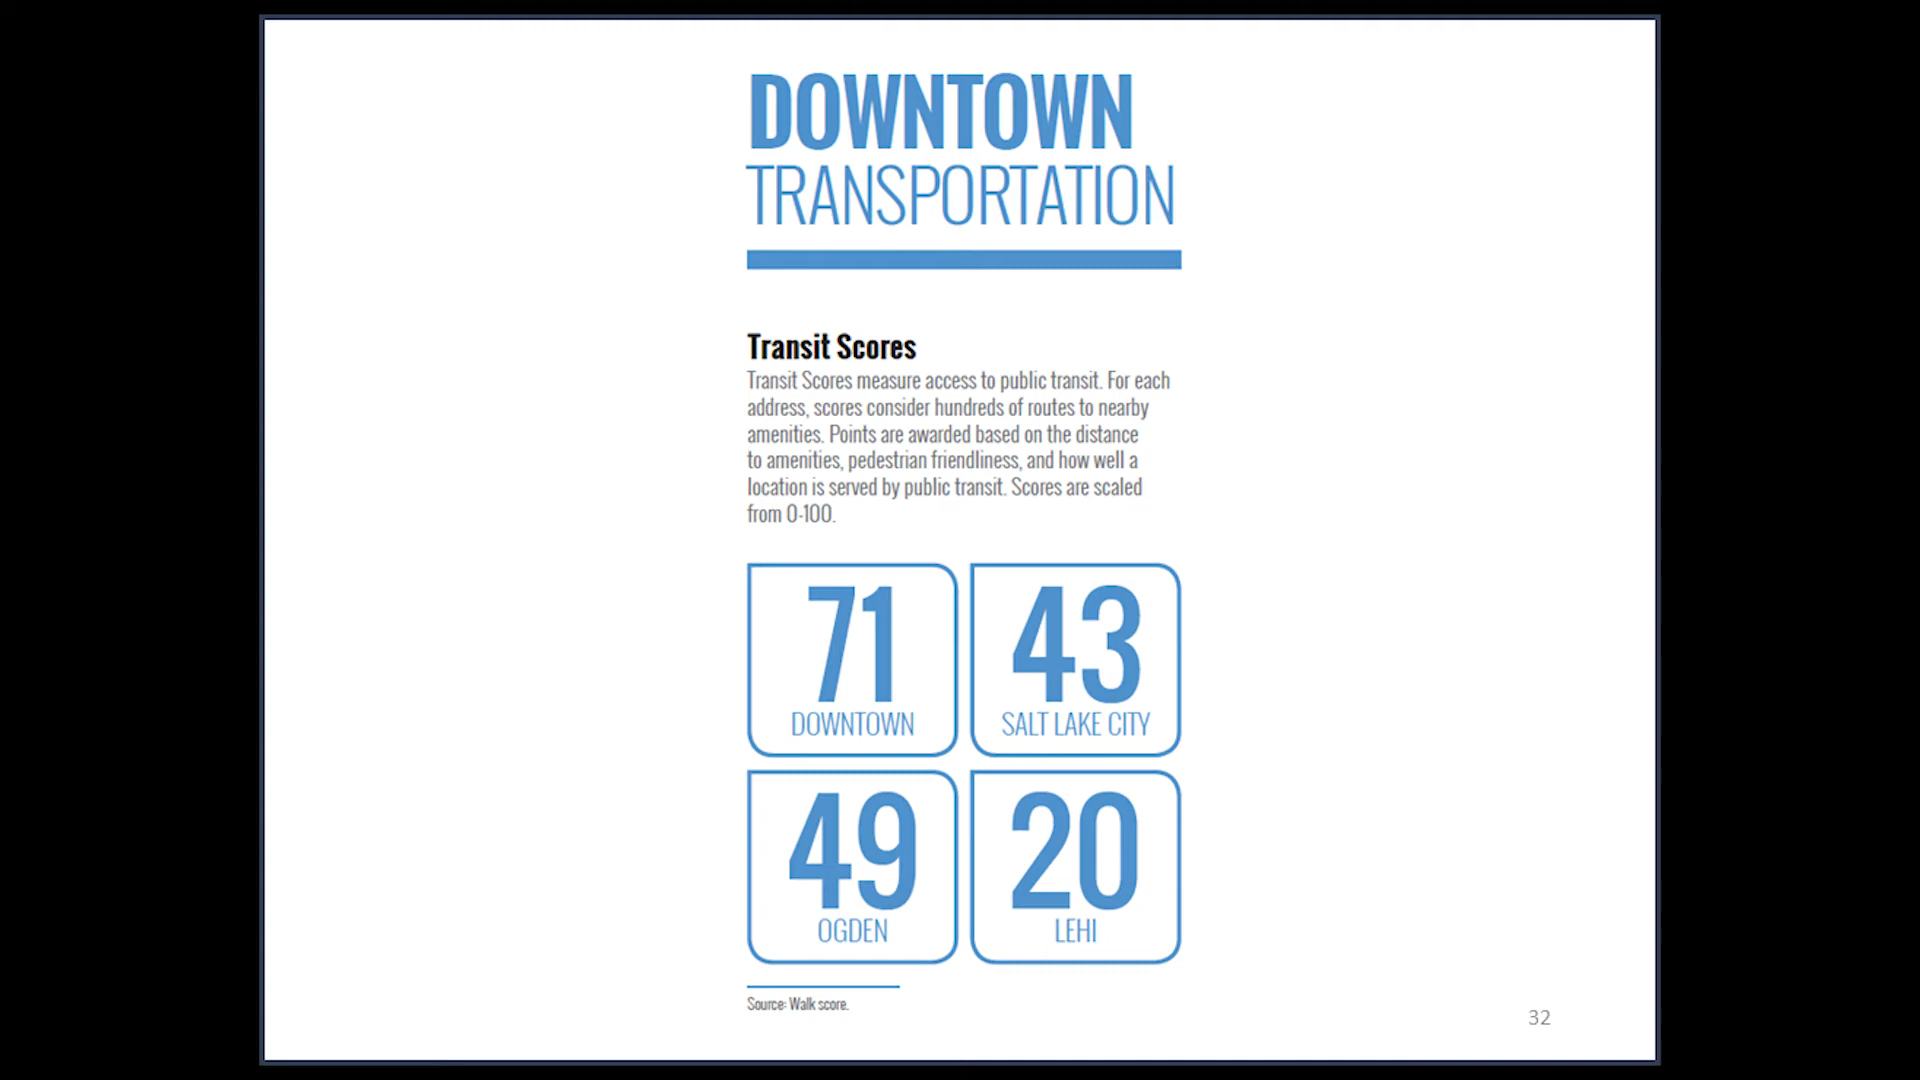 DOWNTOWN
TRANSPORTATION
Transit Scores
Transit Scores measure access to public transit. For each
address, scores consider hundreds of routes to nearby
amenities. Points are awarded based on the distance
to amenities, pedestrian friendliness, and how well a
location is served by public transit. Scores are scaled
from 0-100.
71
DOWNTOWN
43
SALT LAKE CITY
49
OGDEN
20
LEHI
Source: Walk score.
32